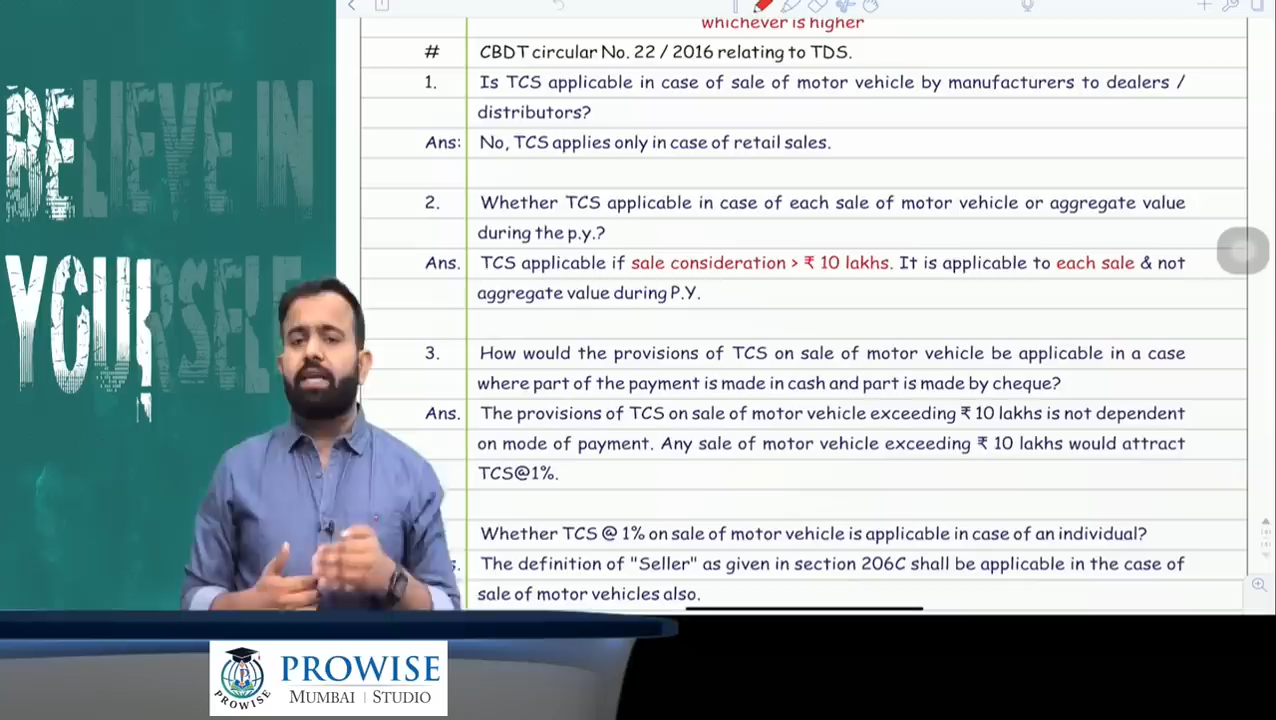 BELIEVE IN
YOURSELF
whichever is higher
# CBDT circular No. 22 / 2016 relating to TDS.
1. Is TCS applicable in case of sale of motor vehicle by manufacturers to dealers /
distributors?
Ans: No, TCS applies only in case of retail sales.
2. Whether TCS applicable in case of each sale of motor vehicle or aggregate value
during the p.y.?
Ans. TCS applicable if sale consideration > ₹ 10 lakhs. It is applicable to each sale & not
aggregate value during P.Y.
3. How would the provisions of TCS on sale of motor vehicle be applicable in a case
where part of the payment is made in cash and part is made by cheque?
Ans. The provisions of TCS on sale of motor vehicle exceeding ₹ 10 lakhs is not dependent
on mode of payment. Any sale of motor vehicle exceeding ₹ 10 lakhs would attract
TCS@1%.
Whether TCS @ 1% on sale of motor vehicle is applicable in case of an individual?
The definition of "Seller" as given in section 206C shall be applicable in the case of
sale of motor vehicles also.
PROWISE
PROWISE
MUMBAI | STUDIO